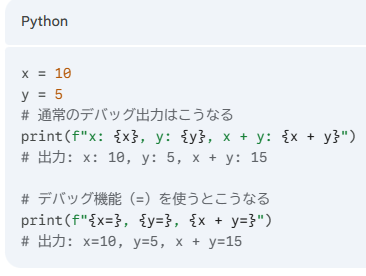 Python
x = 10
y = 5
# 通常のデバッグ出力はこうなる
print(f"x: {x}, y: {y}, x + y: {x + y}")
# 出力: x: 10, y: 5, x + y: 15
# デバッグ機能（=）を使うとこうなる
print(f"{x=}, {y=}, {x + y=}")
# 出力: x=10, y=5, x + y=15